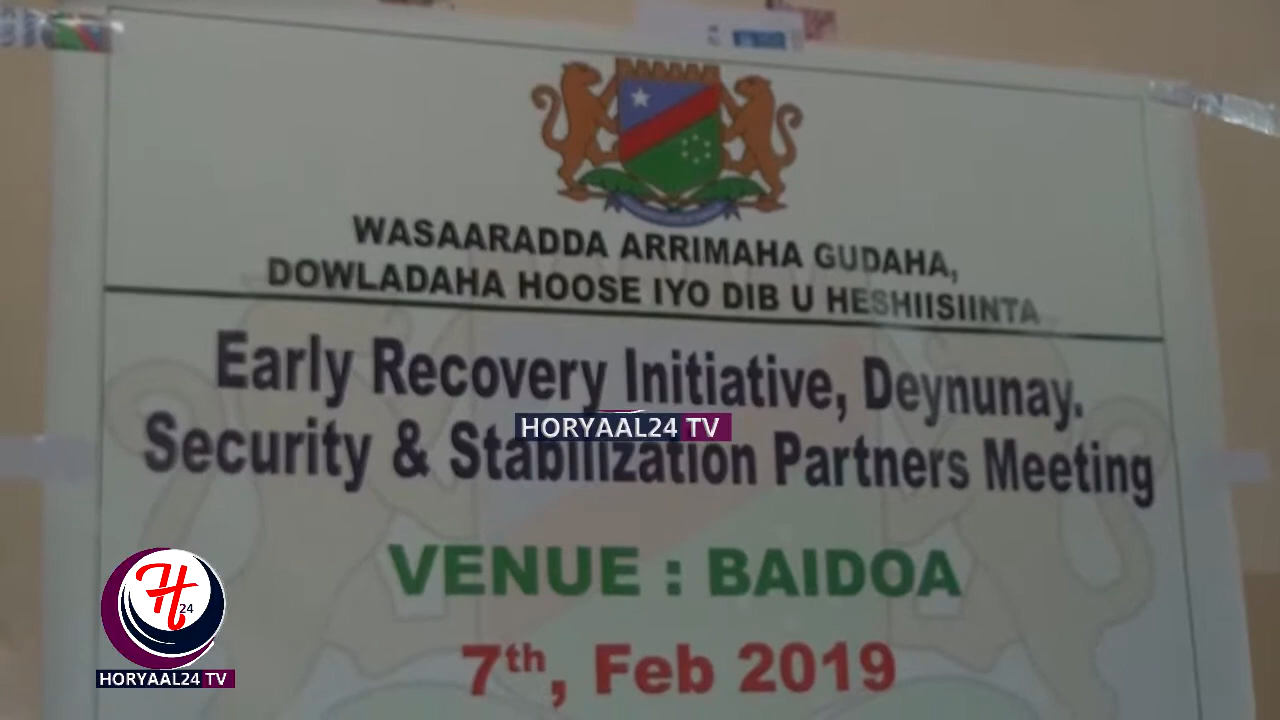 WASAARADDA ARRIMAHA GUDAHA,
DOWLADAHA HOOSE IYO DIB U HESHIISIINTA
Early Recovery Initiative, Deynunay.
HORYAAL24 TV
Security & Stabilization Partners Meeting
VENUE : BAIDOA
7th, Feb 2019
H
24
HORYAAL24 TV